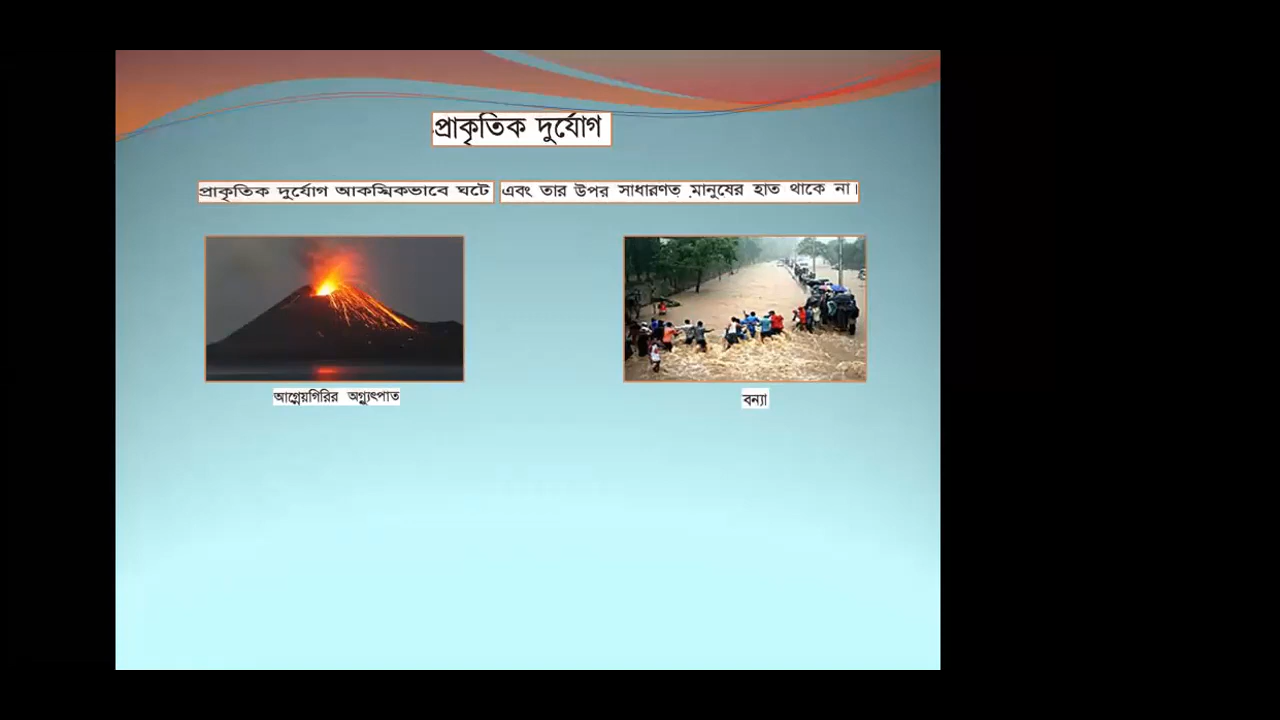 প্রাকৃতিক দুর্যোগ
প্রাকৃতিক দুর্যোগ আকস্মিকভাবে ঘটে এবং তার উপর সাধারণত মানুষের হাত থাকে না।
আগ্নেয়গিরির অগ্ন্যুৎপাত
বন্যা